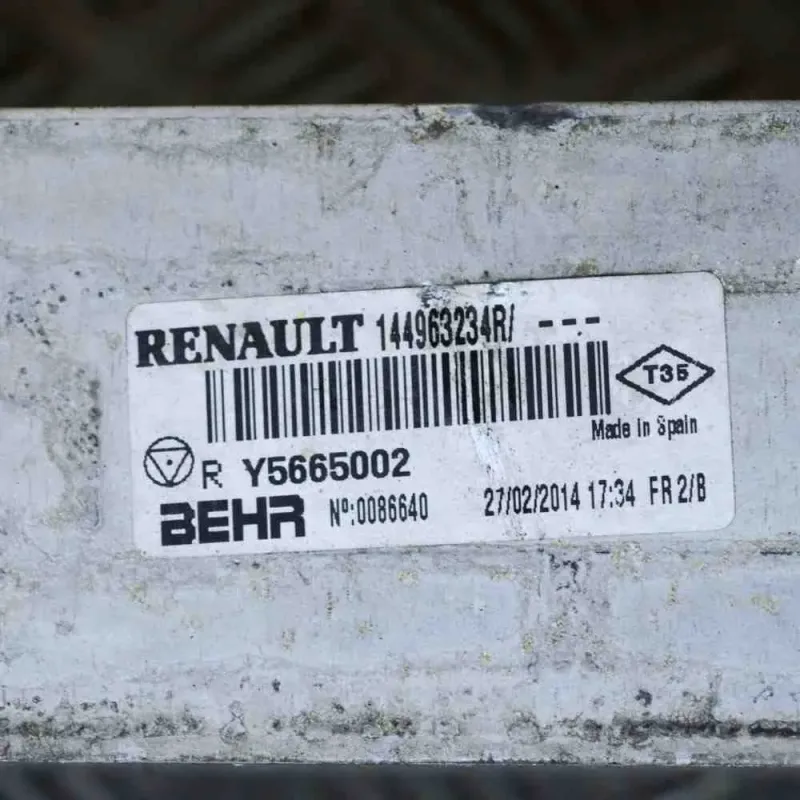 RENAULT 144963234R/ ---
T35
Made in Spain
R Y5665002
BEHR Nº:0086640 27/02/2014 17:34 FR 2/B